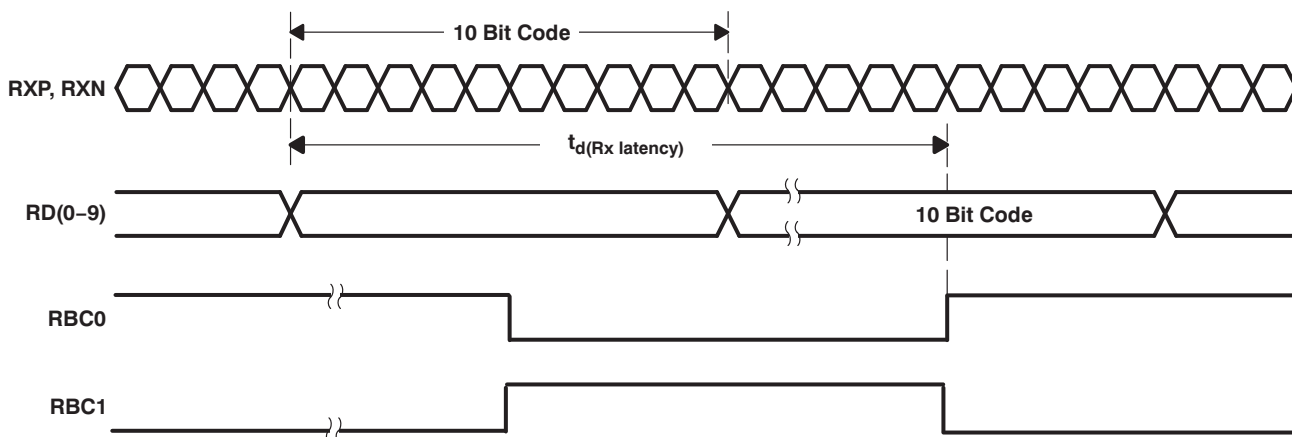 10 Bit Code
RXP, RXN
td(Rx latency)
RD(0–9)
10 Bit Code
RBC0
RBC1